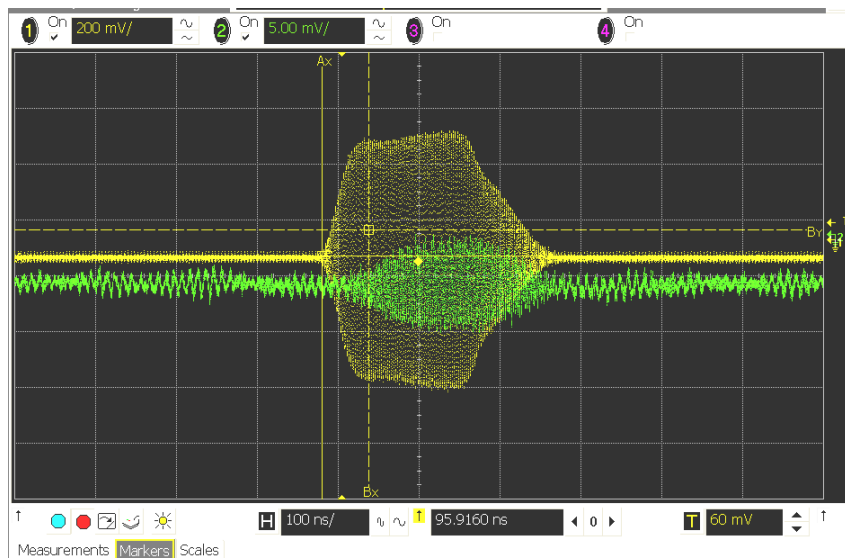 1 On 200 mV/ 2 On 5.00 mV/ 3 On 4 On
Ax
By
Bx
H 100 ns/ 95.9160 ns 0 T 60 mV
Measurements Markers Scales